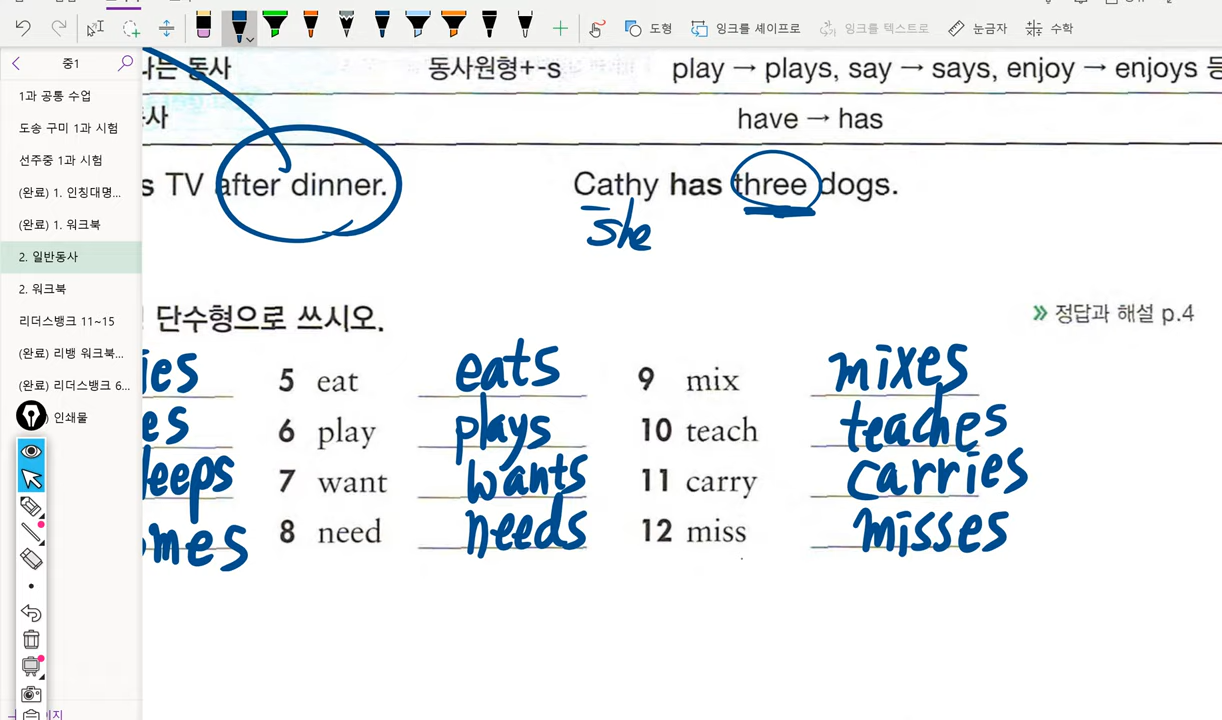 도형 잉크를 셰이프로 잉크를 텍스트로 눈금자 수학
중1
1과 공통 수업
도송 구미 1과 시험
선주중 1과 시험
(완료) 1. 인칭대명...
(완료) 1. 워크북
2. 일반동사
2. 워크북
리더스뱅크 11~15
(완료) 리뱅 워크북...
(완료) 리더스뱅크 6...
인쇄물
나는 동사 동사원형+-s play → plays, say → says, enjoy → enjoys 등
사 have → has
s TV after dinner. Cathy has three dogs.
she
단수형으로 쓰시오. 정답과 해설 p.4
ies 5 eat eats 9 mix mixes
es 6 play plays 10 teach teaches
leeps 7 want wants 11 carry carries
mes 8 need needs 12 miss misses